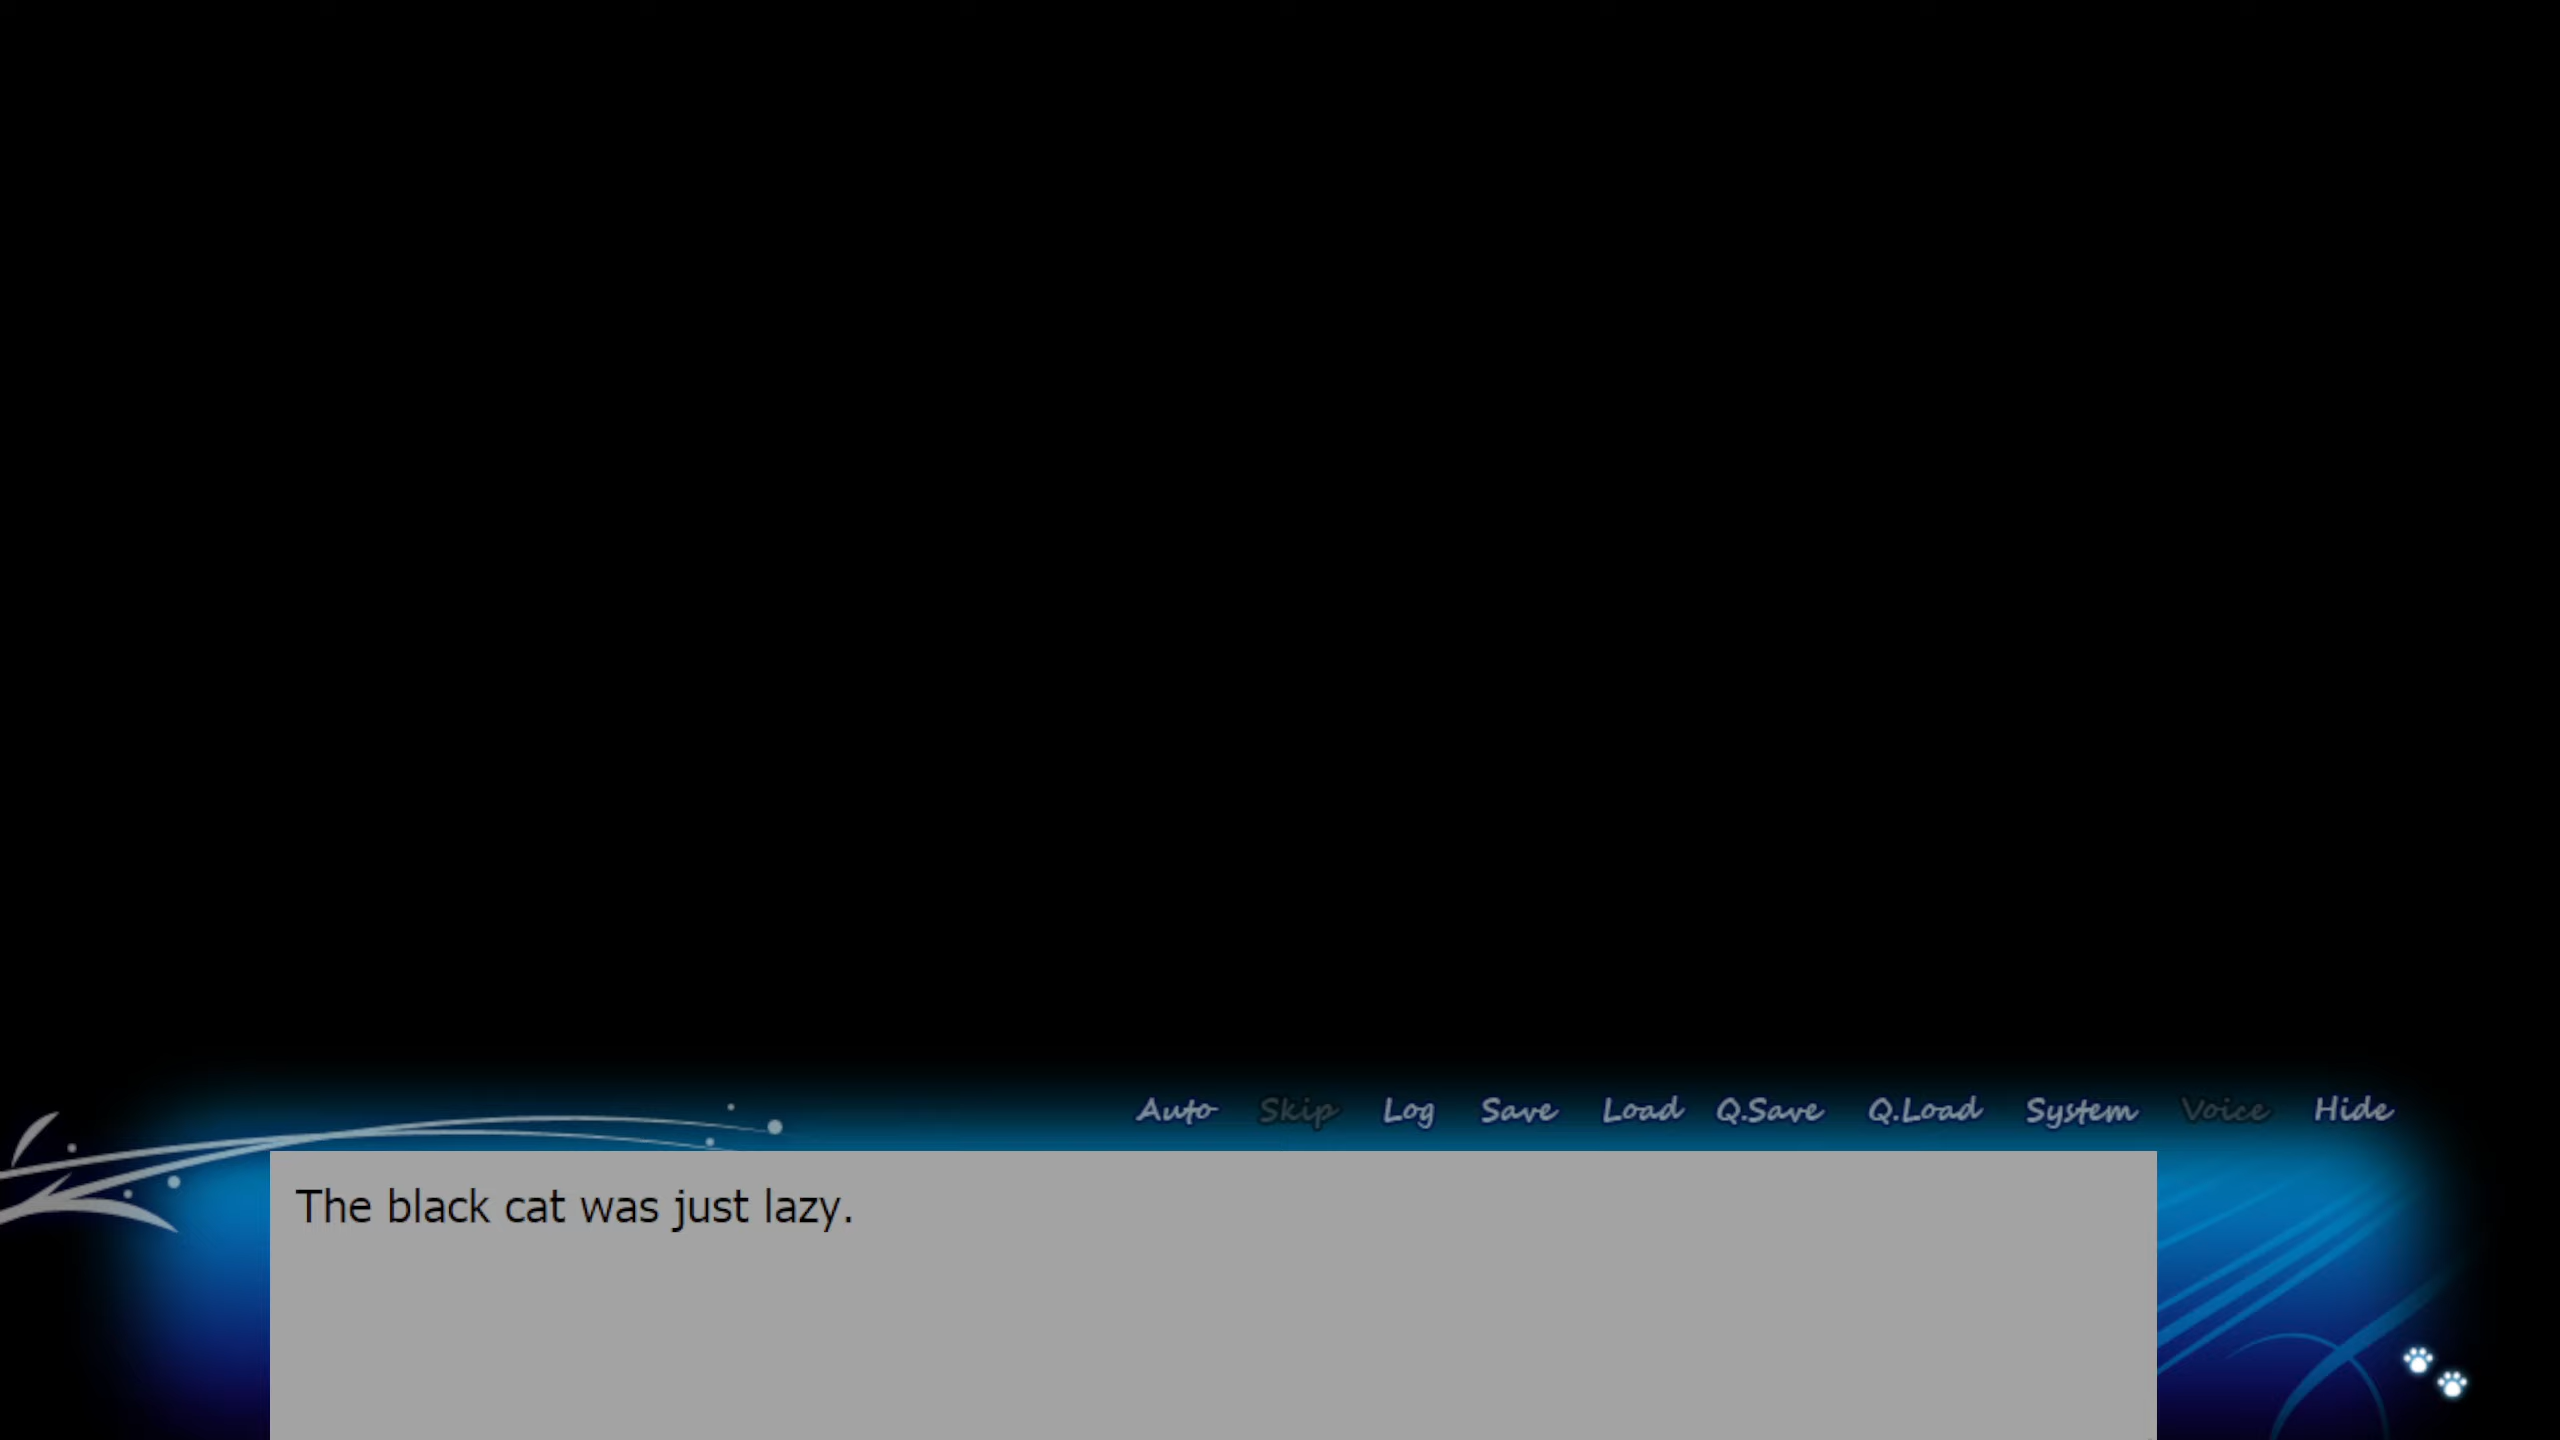 Auto Skip Log Save Load Q.Save Q.Load System Voice Hide
The black cat was just lazy.